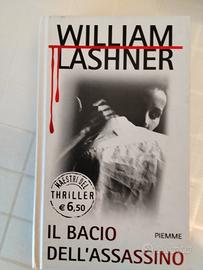 WILLIAM
LASHNER
MAESTRI DEL
THRILLER
€ 6,50
PIEMME
IL BACIO
DELL'ASSASSINO